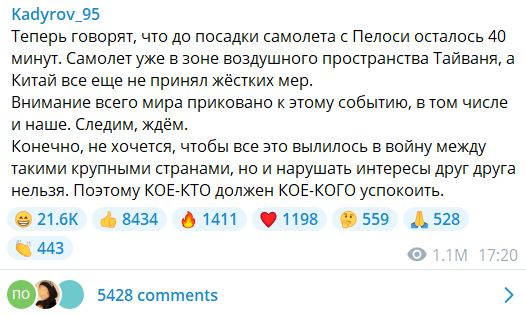 Kadyrov_95
Теперь говорят, что до посадки самолета с Пелоси осталось 40
минут. Самолет уже в зоне воздушного пространства Тайваня, а
Китай все еще не принял жёстких мер.
Внимание всего мира приковано к этому событию, в том числе
и наше. Следим, ждём.
Конечно, не хочется, чтобы все это вылилось в войну между
такими крупными странами, но и нарушать интересы друг друга
нельзя. Поэтому КОЕ-КТО должен КОЕ-КОГО успокоить.
😁 21.6K 👍 8434 🔥 1411 ❤️ 1198 🤔 559 🙏 528
👏 443 1.1M 17:20
ПО 5428 comments